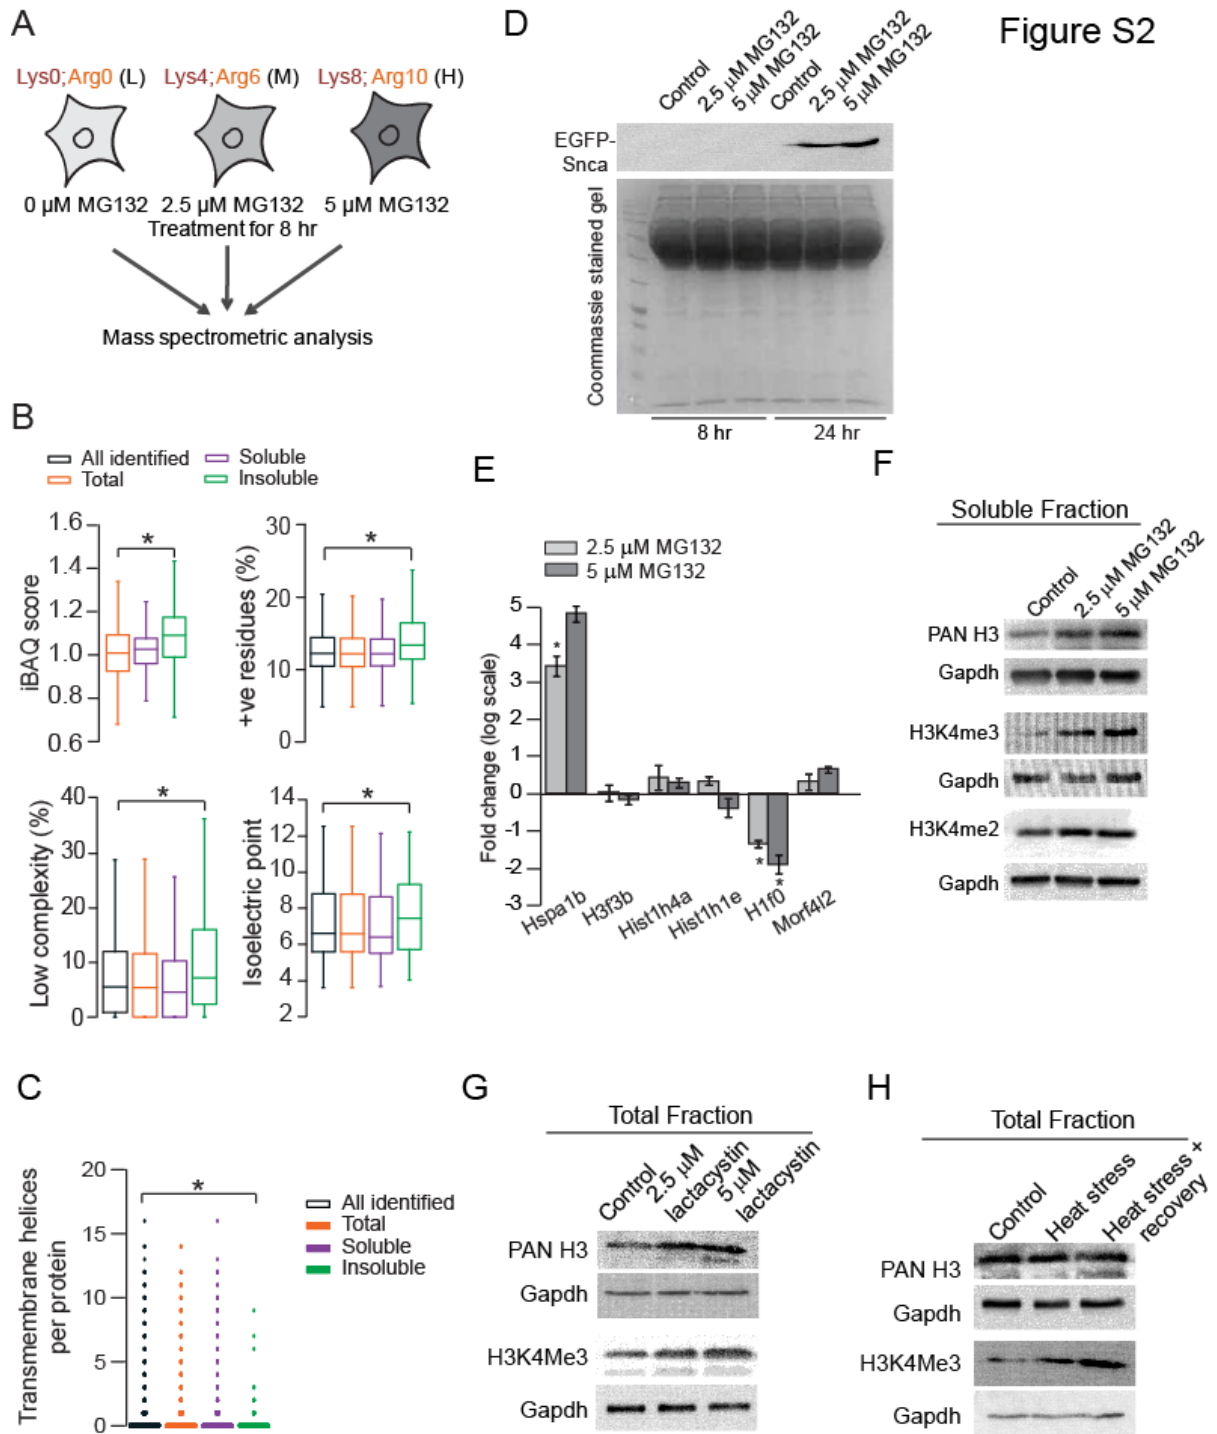 Figure S2
A
Lys0;Arg0 (L) Lys4;Arg6 (M) Lys8;Arg10 (H)
0 µM MG132 2.5 µM MG132 5 µM MG132
Treatment for 8 hr
Mass spectrometric analysis
B
All identified
Total
Soluble
Insoluble
iBAQ score
1.6
1.4
1.2
1.0
0.8
0.6
*
+ve residues (%)
30
20
10
0
*
Low complexity (%)
40
30
20
10
0
*
Isoelectric point
14
12
10
8
6
4
2
*
C
Transmembrane helices
per protein
20
15
10
5
0
*
All identified
Total
Soluble
Insoluble
D
Control
2.5 µM MG132
5 µM MG132
Control
2.5 µM MG132
5 µM MG132
EGFP-
Snca
Coommassie stained gel
8 hr 24 hr
E
2.5 µM MG132
5 µM MG132
Fold change (log scale)
5
4
3
2
1
0
-1
-2
-3
*
*
*
Hspa1b
H3f3b
Hist1h4a
Hist1h1e
H1f0
Morf4l2
F
Soluble Fraction
Control
2.5 µM MG132
5 µM MG132
PAN H3
Gapdh
H3K4me3
Gapdh
H3K4me2
Gapdh
G
Total Fraction
Control
2.5 µM
lactacystin
5 µM
lactacystin
PAN H3
Gapdh
H3K4Me3
Gapdh
H
Total Fraction
Control
Heat stress
Heat stress +
recovery
PAN H3
Gapdh
H3K4Me3
Gapdh